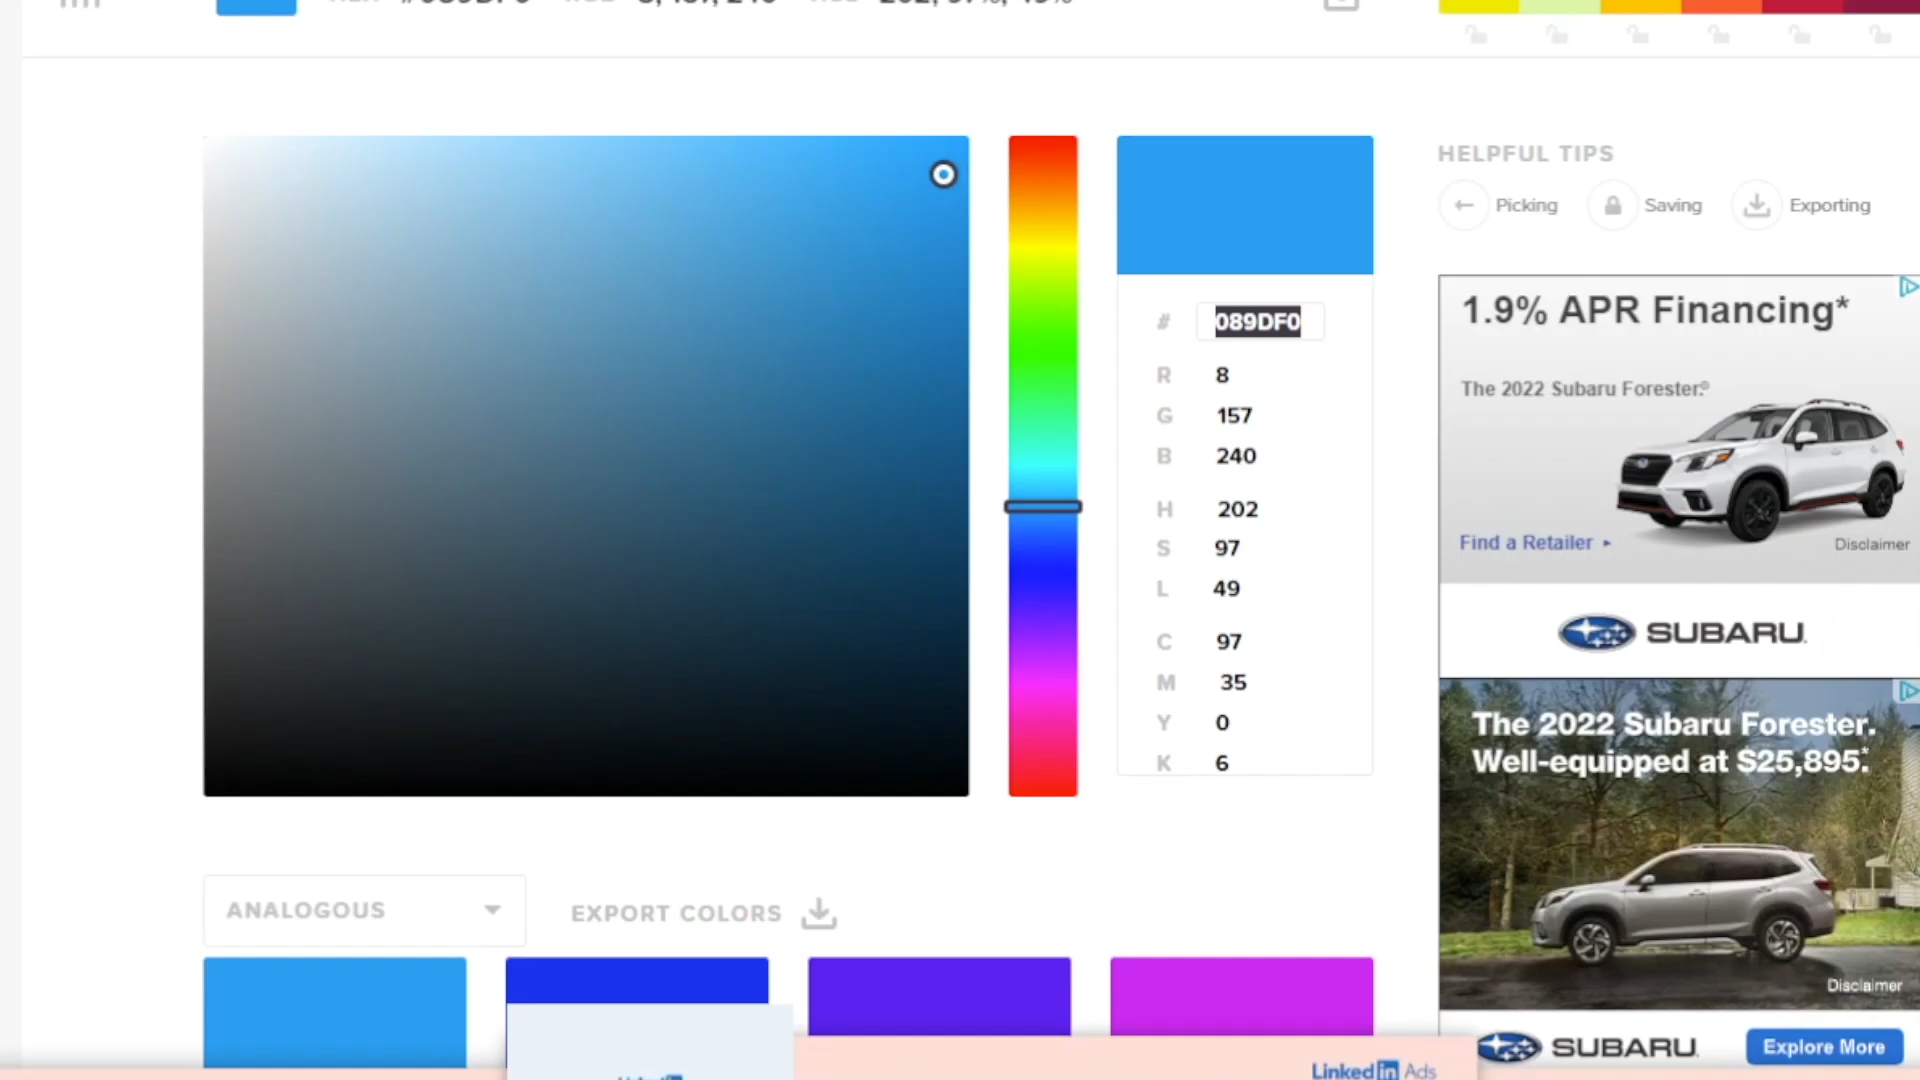 HELPFUL TIPS
Picking
Saving
Exporting
# 089DF0
R 8
G 157
B 240
H 202
S 97
L 49
C 97
M 35
Y 0
K 6
1.9% APR Financing*
The 2022 Subaru Forester.®
Find a Retailer
Disclaimer
SUBARU
The 2022 Subaru Forester.
Well-equipped at $25,895.*
Disclaimer
SUBARU
Explore More
ANALOGOUS
EXPORT COLORS
Linked in Ads